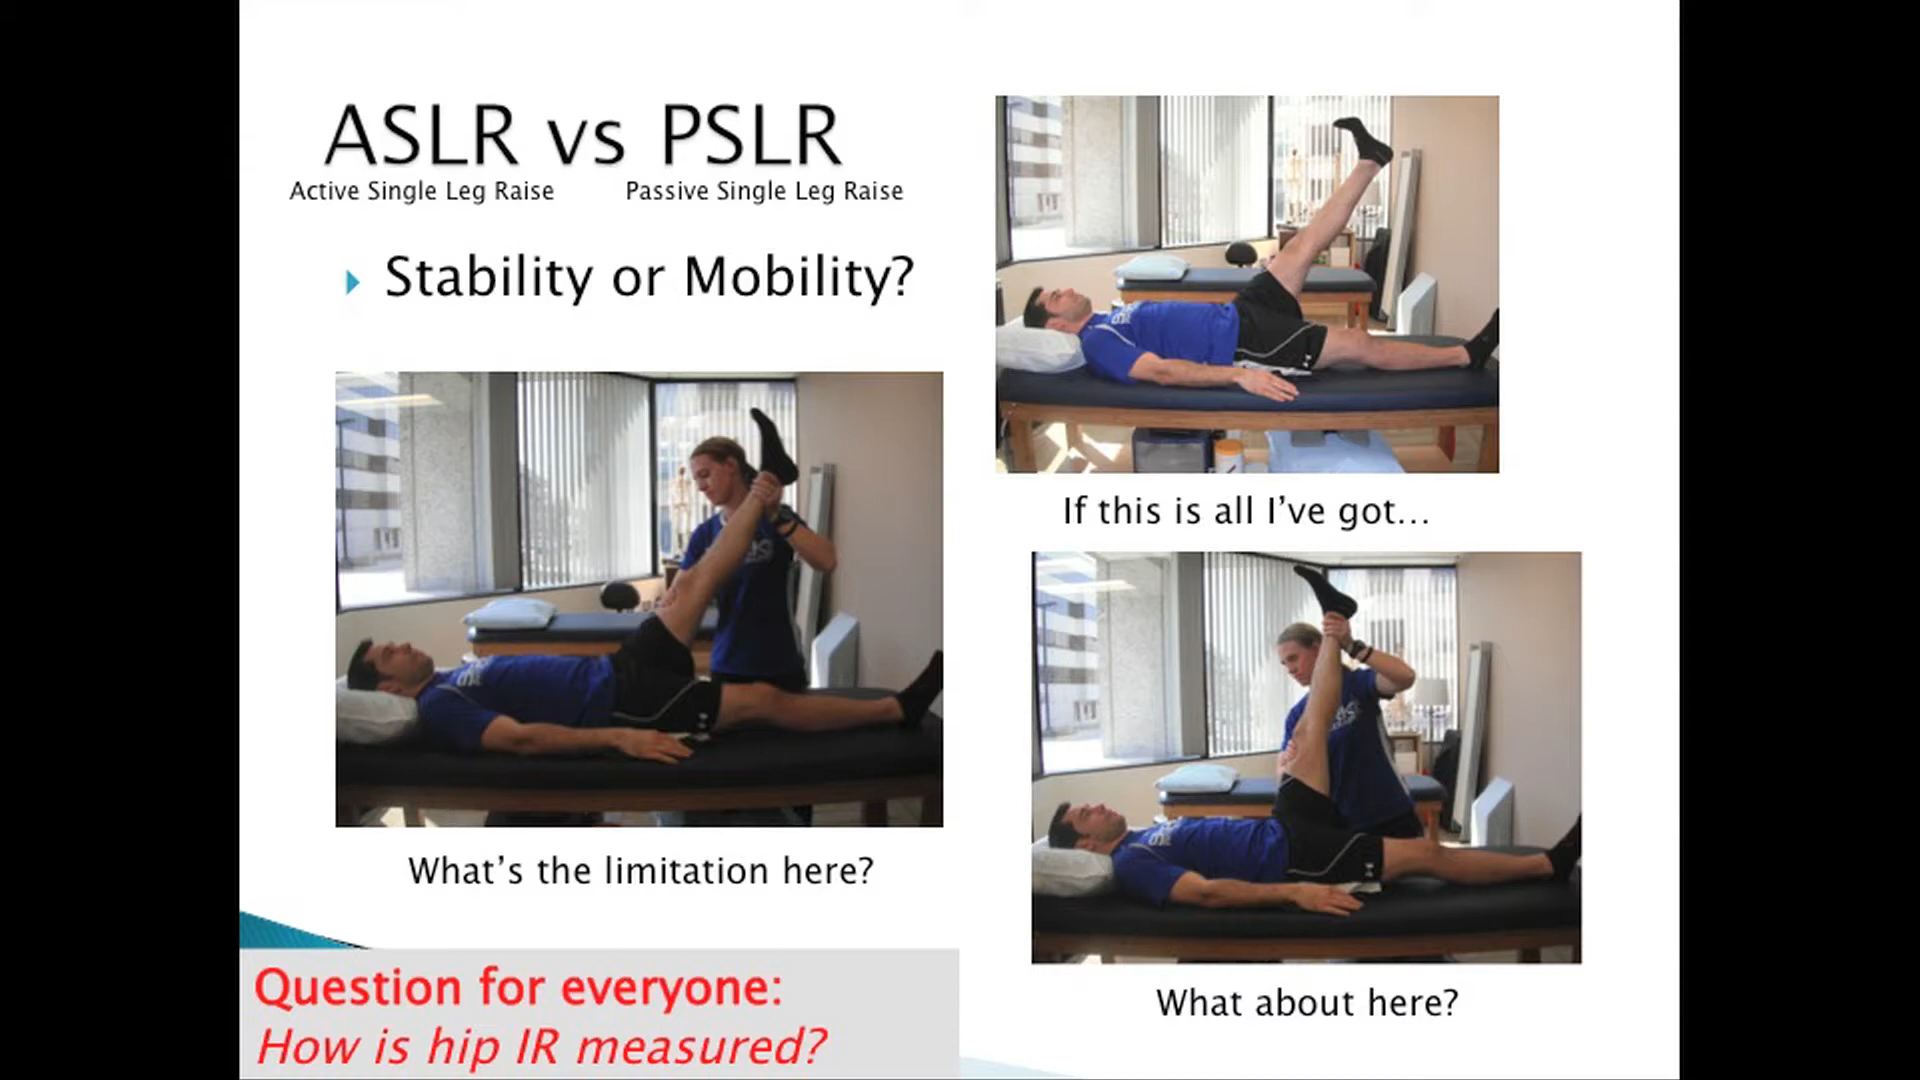 ASLR vs PSLR
Active Single Leg Raise Passive Single Leg Raise
Stability or Mobility?
If this is all I've got...
What's the limitation here?
What about here?
Question for everyone:
How is hip IR measured?